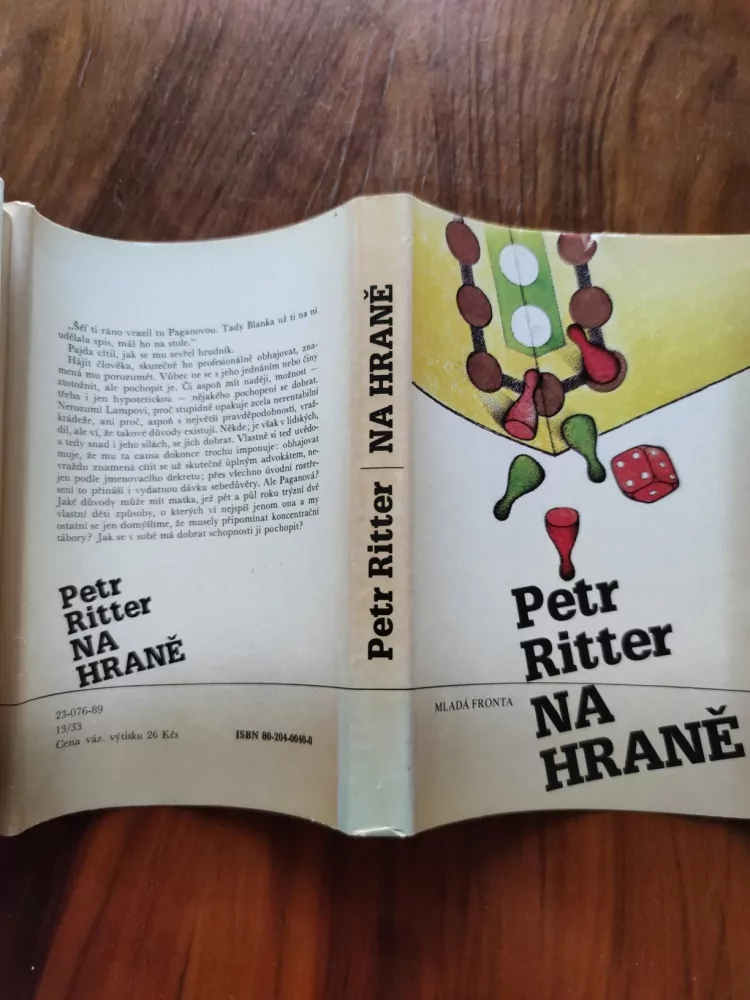 „Šéf ti ráno vrazil tu Paganovou. Tady Blanka už ti na ni
udělala spis, máš ho na stole.“
Pajda cítil, jak se mu sevřel hrudník.
Hájit člověka, skutečně ho profesionálně obhajovat, zna-
mená mu porozumět. Vůbec ne se s jeho jednáním nebo činy
ztotožnit, ale pochopit je. Či aspoň mít naději, možnost —
třeba i jen hypotetickou — nějakého pochopení se dobrat.
Nerozumí Lampovi, proč stupidně opakuje zcela nerentabilní
krádeže, ani proč, aspoň s největší pravděpodobností, vraž-
dil, ale ví, že takové důvody existují. Někde; je však v lidských,
a tedy snad i jeho silách, se jich dobrat. Vlastně si teď uvědo-
muje, že mu ta causa dokonce trochu imponuje: obhajovat
vraždu znamená cítit se už skutečně úplným advokátem, ne-
jen podle jmenovacího dekretu; přes všechno úvodní roztře-
sení to přináší i vydatnou dávku sebedůvěry. Ale Paganová?
Jaké důvody může mít matka, jež pět a půl roku trýzní dvě
vlastní děti způsoby, o kterých ví nejspíš jenom ona a my
ostatní se jen domýšlíme, že musely připomínat koncentrační
tábory? Jak se v sobě má dobrat schopnosti ji pochopit?
Petr
Ritter
NA
HRANĚ
23-076-89
13/33
Cena váz. výtisku 26 Kčs
ISBN 80-204-0040-0
Petr Ritter | NA HRANĚ
Petr
Ritter
MLADÁ FRONTA
NA
HRANĚ